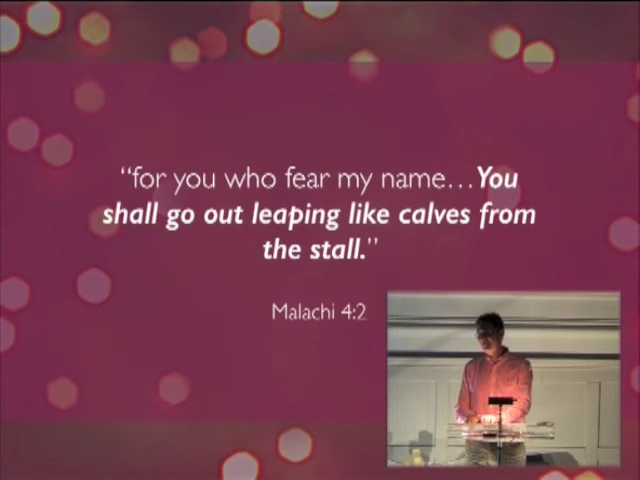 “for you who fear my name…You
shall go out leaping like calves from
the stall.”
Malachi 4:2